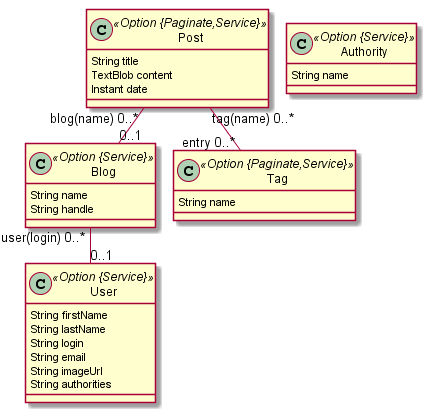 C «Option {Paginate,Service}»
Post
String title
TextBlob content
Instant date
C «Option {Service}»
Authority
String name
blog(name) 0..*
tag(name) 0..*
0..1
entry 0..*
C «Option {Service}»
Blog
String name
String handle
C «Option {Paginate,Service}»
Tag
String name
user(login) 0..*
0..1
C «Option {Service}»
User
String firstName
String lastName
String login
String email
String imageUrl
String authorities